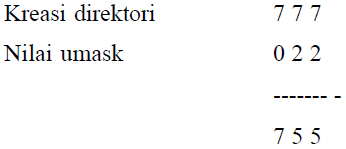 Kreasi direktori 7 7 7
Nilai umask 0 2 2
------- -
7 5 5